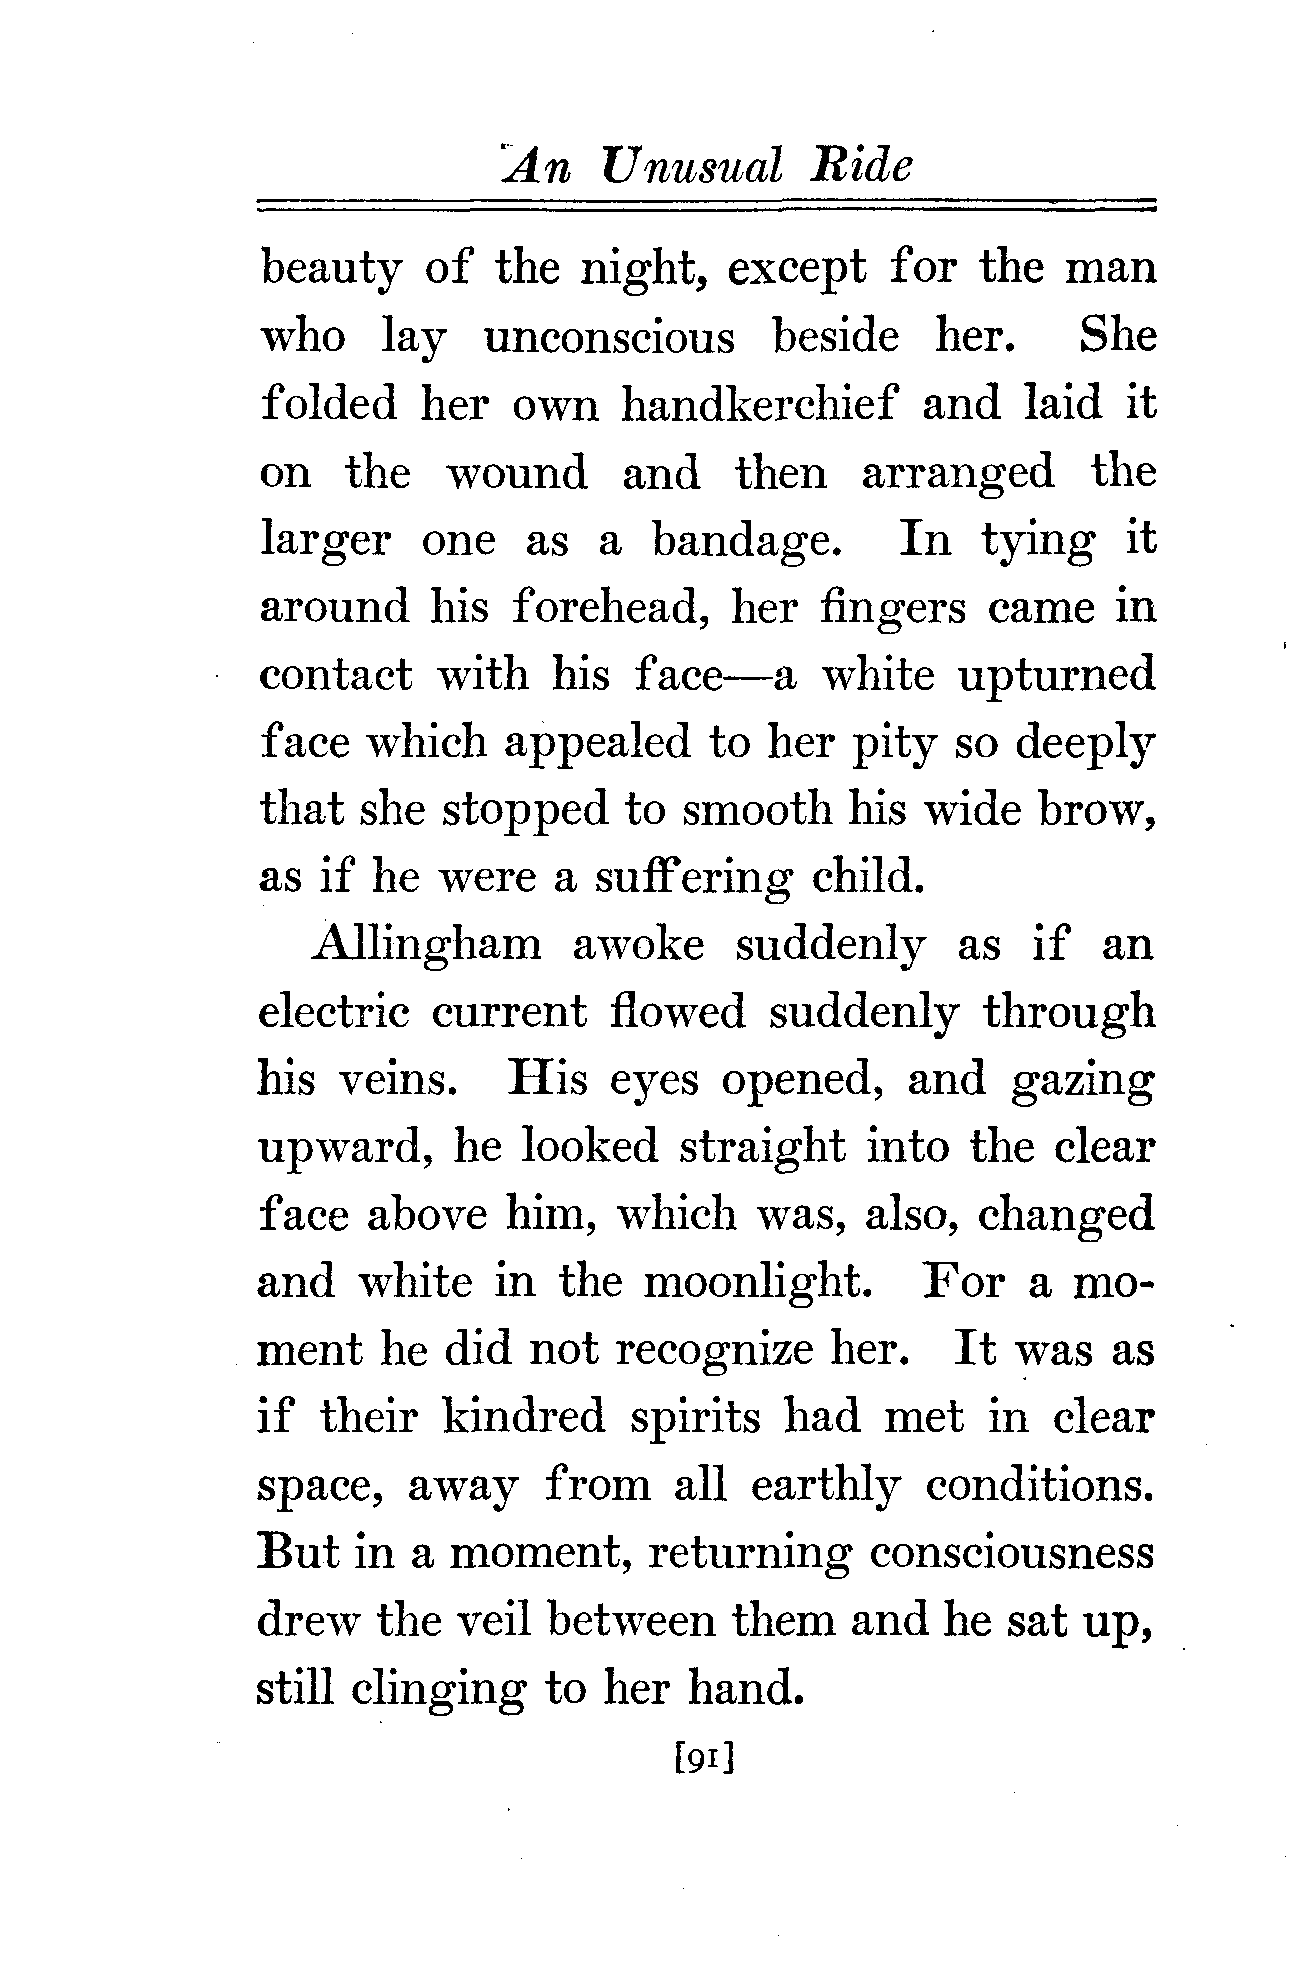 An Unusual Ride
beauty of the night, except for the man
who lay unconscious beside her. She
folded her own handkerchief and laid it
on the wound and then arranged the
larger one as a bandage. In tying it
around his forehead, her fingers came in
contact with his face—a white upturned
face which appealed to her pity so deeply
that she stopped to smooth his wide brow,
as if he were a suffering child.
Allingham awoke suddenly as if an
electric current flowed suddenly through
his veins. His eyes opened, and gazing
upward, he looked straight into the clear
face above him, which was, also, changed
and white in the moonlight. For a mo-
ment he did not recognize her. It was as
if their kindred spirits had met in clear
space, away from all earthly conditions.
But in a moment, returning consciousness
drew the veil between them and he sat up,
still clinging to her hand.
[91]